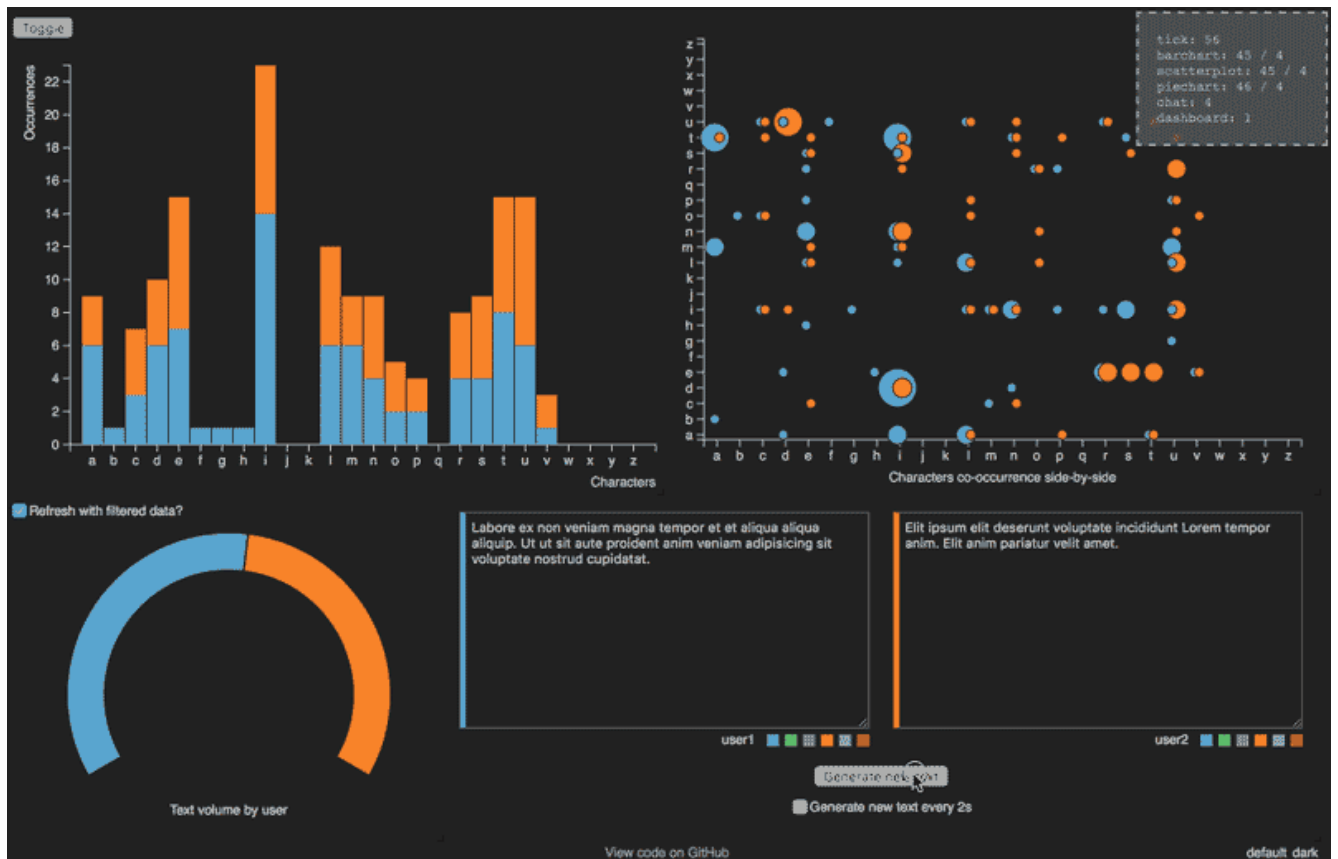 Toggle
Occurrences
22
20
18
16
14
12
10
8
6
4
2
0
a b c d e f g h i j k l m n o p q r s t u v w x y z
Characters
z
y
x
w
v
u
t
s
r
q
p
o
n
m
l
k
j
i
h
g
f
e
d
c
b
a
a b c d e f g h i j k l m n o p q r s t u v w x y z
Characters co-occurrence side-by-side
tick: 56
barchart: 45 / 4
scatterplot: 45 / 4
piechart: 46 / 4
chat: 4
dashboard: 1
Refresh with filtered data?
Text volume by user
Labore ex non veniam magna tempor et et aliqua aliqua
aliquip. Ut ut sit aute proident anim veniam adipisicing sit
voluptate nostrud cupidatat.
user1
Elit ipsum elit deserunt voluptate incididunt Lorem tempor
anim. Elit anim pariatur velit amet.
user2
Generate new text
Generate new text every 2s
View code on GitHub
default dark